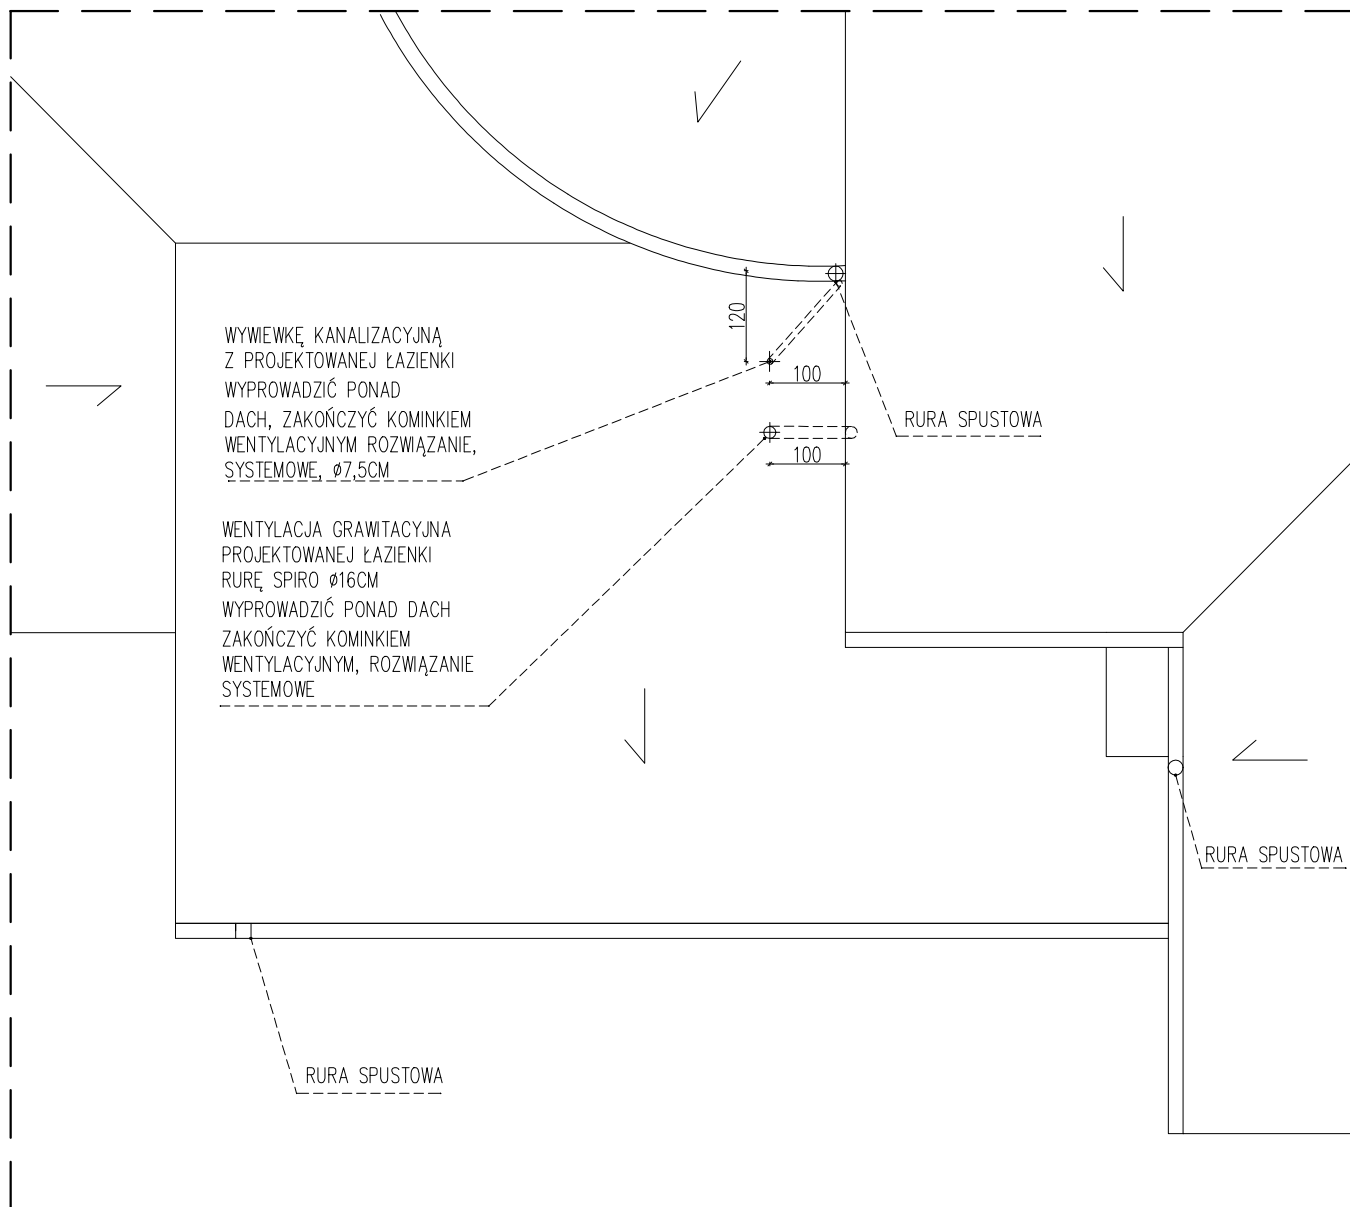 WYWIEWKĘ KANALIZACYJNĄ
Z PROJEKTOWANEJ ŁAZIENKI
WYPROWADZIĆ PONAD
DACH, ZAKOŃCZYĆ KOMINKIEM
WENTYLACYJNYM ROZWIĄZANIE,
SYSTEMOWE, Ø7,5CM
120
100
RURA SPUSTOWA
100
WENTYLACJA GRAWITACYJNA
PROJEKTOWANEJ ŁAZIENKI
RURĘ SPIRO Ø16CM
WYPROWADZIĆ PONAD DACH
ZAKOŃCZYĆ KOMINKIEM
WENTYLACYJNYM, ROZWIĄZANIE
SYSTEMOWE
RURA SPUSTOWA
RURA SPUSTOWA